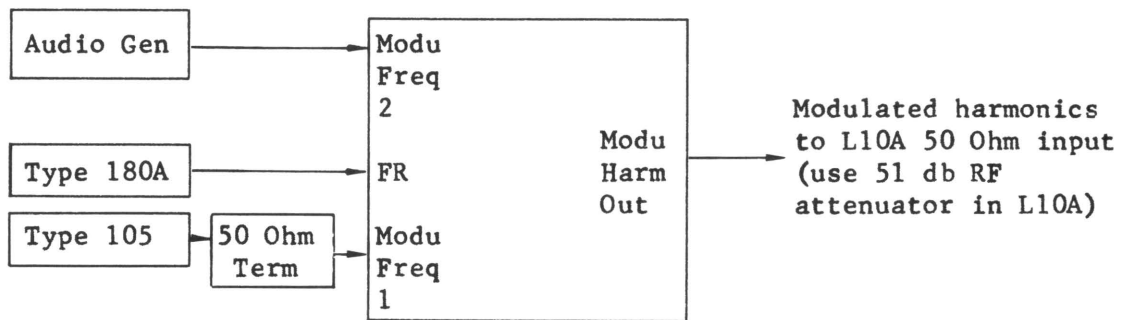 Audio Gen
Type 180A
Type 105
50 Ohm
Term
Modu
Freq
2
FR
Modu
Freq
1
Modu
Harm
Out
Modulated harmonics
to L10A 50 Ohm input
(use 51 db RF
attenuator in L10A)